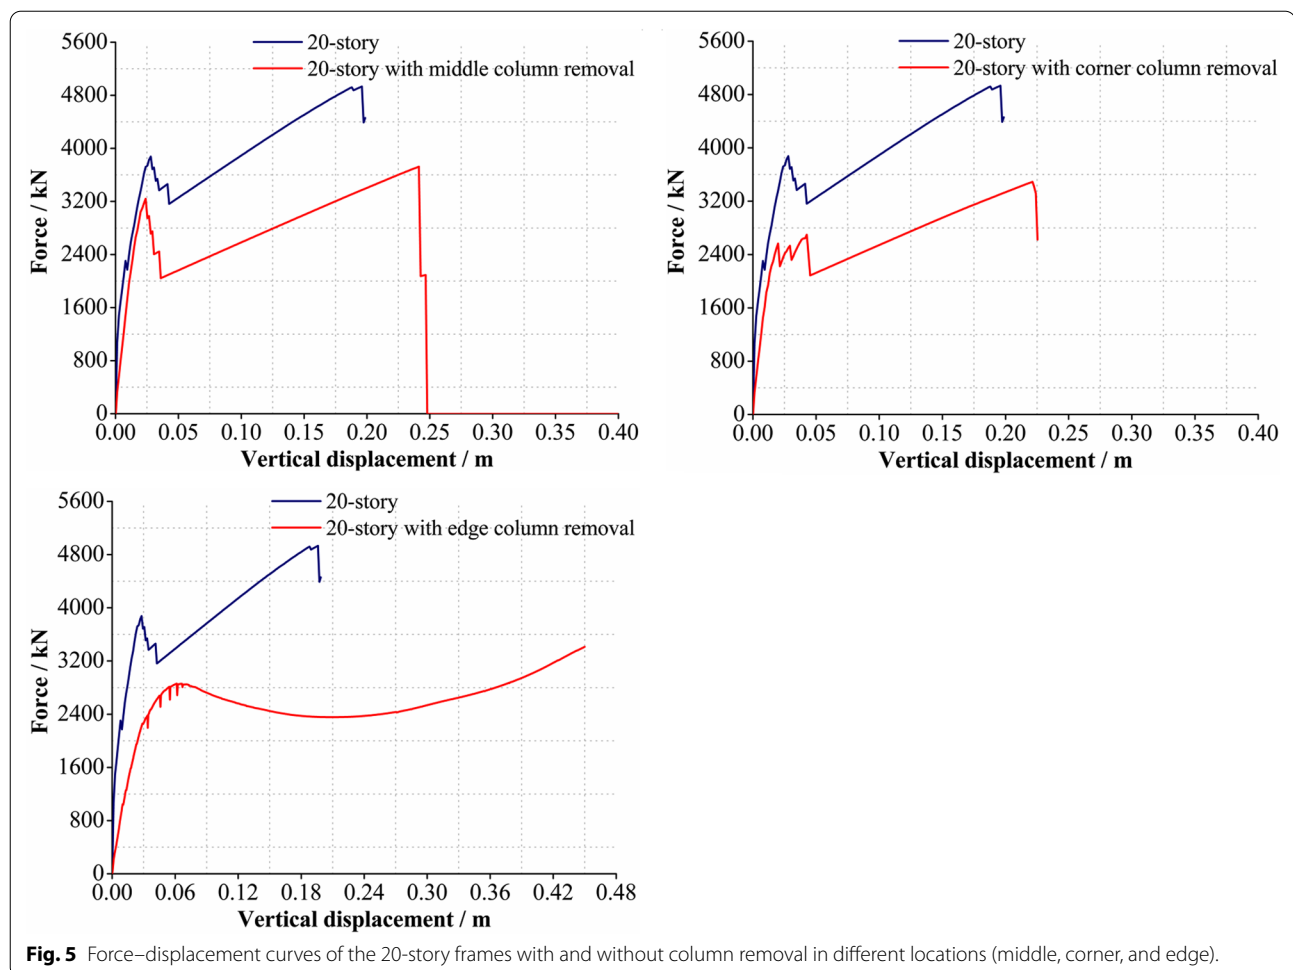 5600
4800
4000
3200
2400
1600
800
0
Force / kN
20-story
20-story with middle column removal
0.00 0.05 0.10 0.15 0.20 0.25 0.30 0.35 0.40
Vertical displacement / m
5600
4800
4000
3200
2400
1600
800
0
Force / kN
20-story
20-story with corner column removal
0.00 0.05 0.10 0.15 0.20 0.25 0.30 0.35 0.40
Vertical displacement / m
5600
4800
4000
3200
2400
1600
800
0
Force / kN
20-story
20-story with edge column removal
0.00 0.06 0.12 0.18 0.24 0.30 0.36 0.42 0.48
Vertical displacement / m
Fig. 5 Force–displacement curves of the 20-story frames with and without column removal in different locations (middle, corner, and edge).